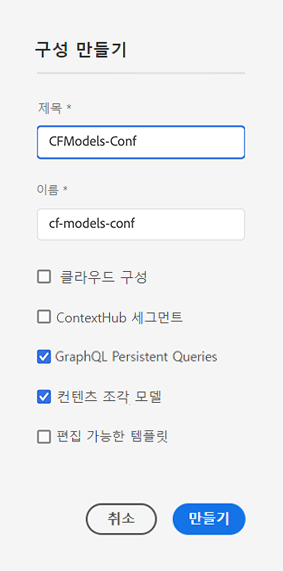 구성 만들기
제목 *
CFModels-Conf
이름 *
cf-models-conf
클라우드 구성
ContextHub 세그먼트
GraphQL Persistent Queries
컨텐츠 조각 모델
편집 가능한 템플릿
취소
만들기